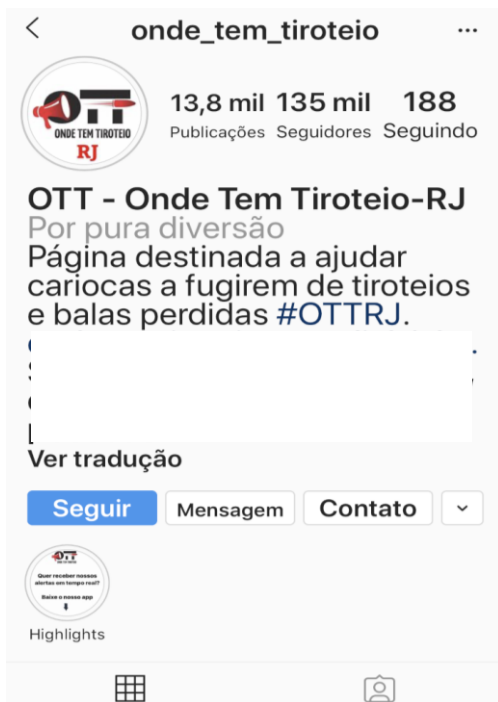 onde_tem_tiroteio
OTT
ONDE TEM TIROTEIO
RJ
13,8 mil 135 mil 188
Publicações Seguidores Seguindo
OTT - Onde Tem Tiroteio-RJ
Por pura diversão
Página destinada a ajudar
cariocas a fugirem de tiroteios
e balas perdidas #OTTRJ.
Ver tradução
Seguir Mensagem Contato
OTT
Quer receber nossos
alertas em tempo real?
Baixe o nosso app
Highlights